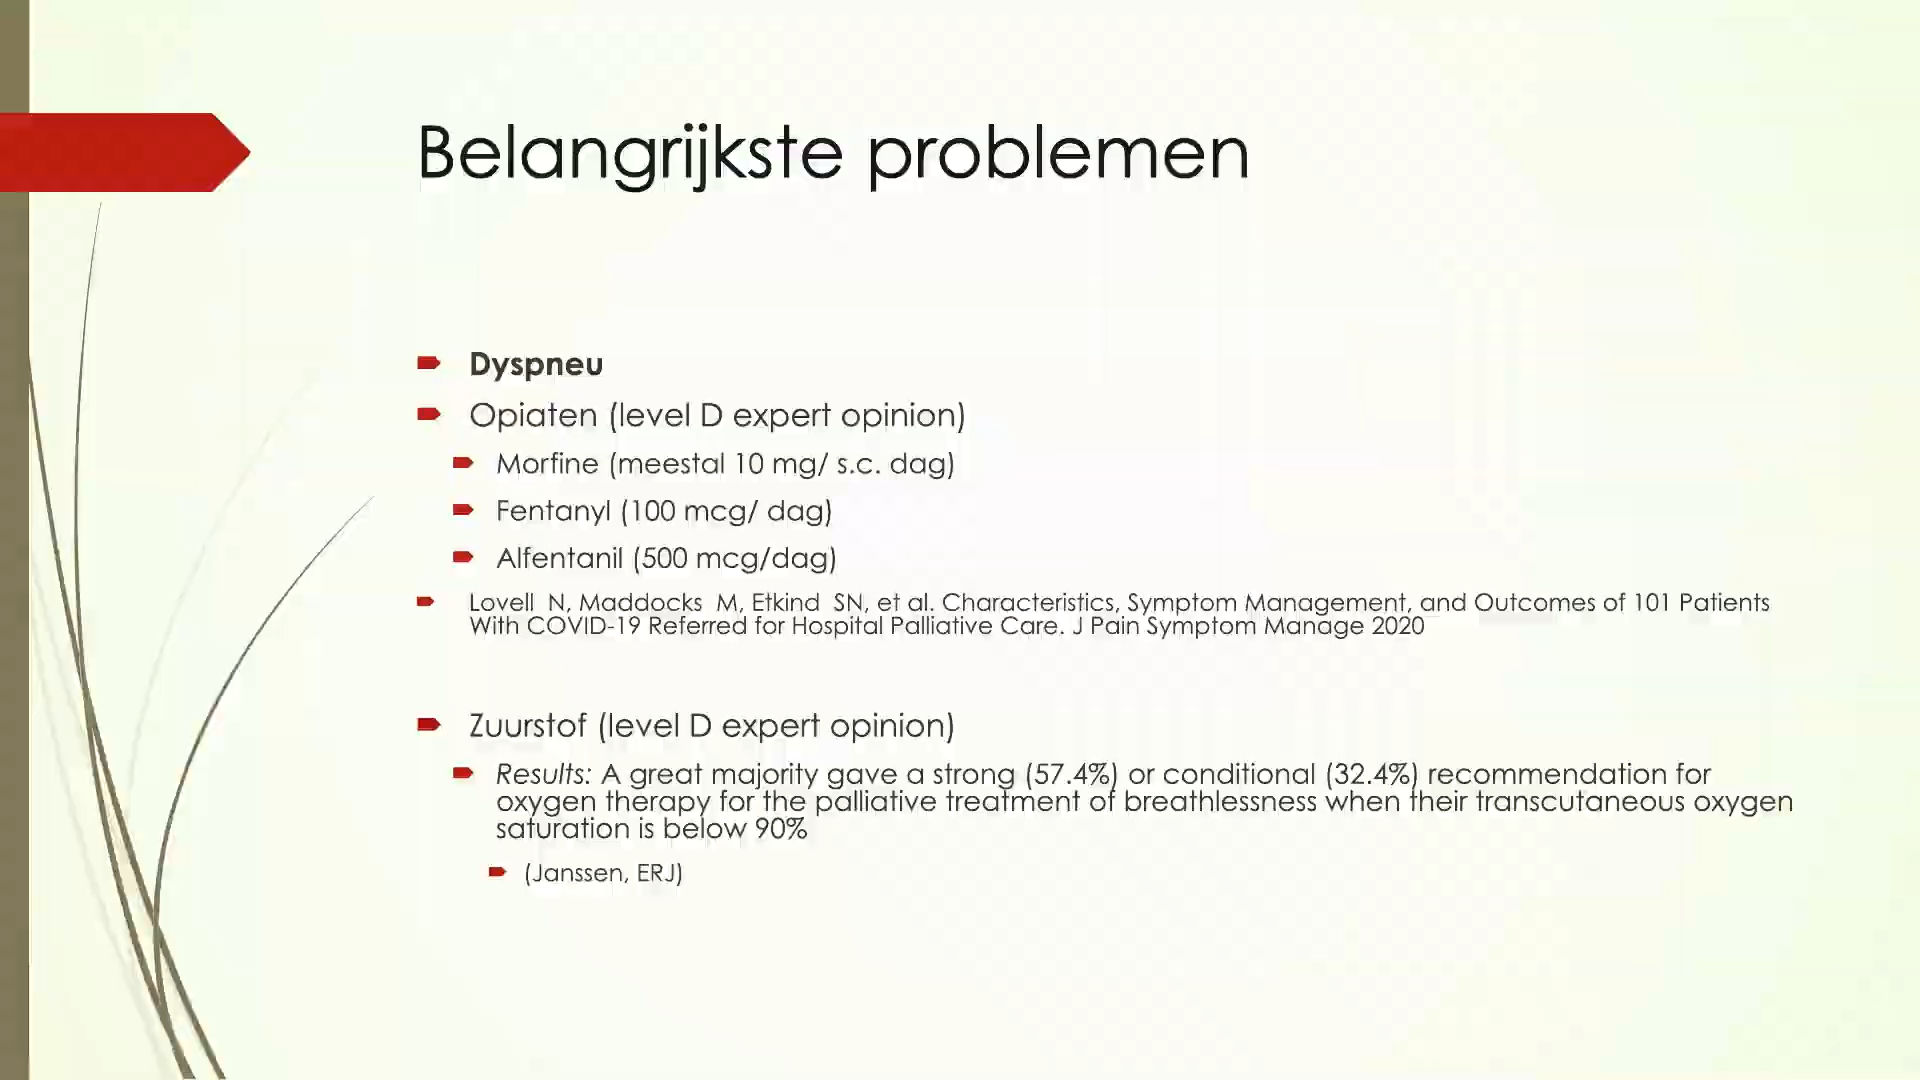 Belangrijkste problemen
Dyspneu
Opiaten (level D expert opinion)
Morfine (meestal 10 mg/ s.c. dag)
Fentanyl (100 mcg/ dag)
Alfentanil (500 mcg/dag)
Lovell N, Maddocks M, Etkind SN, et al. Characteristics, Symptom Management, and Outcomes of 101 Patients
With COVID-19 Referred for Hospital Palliative Care. J Pain Symptom Manage 2020
Zuurstof (level D expert opinion)
Results: A great majority gave a strong (57.4%) or conditional (32.4%) recommendation for
oxygen therapy for the palliative treatment of breathlessness when their transcutaneous oxygen
saturation is below 90%
(Janssen, ERJ)